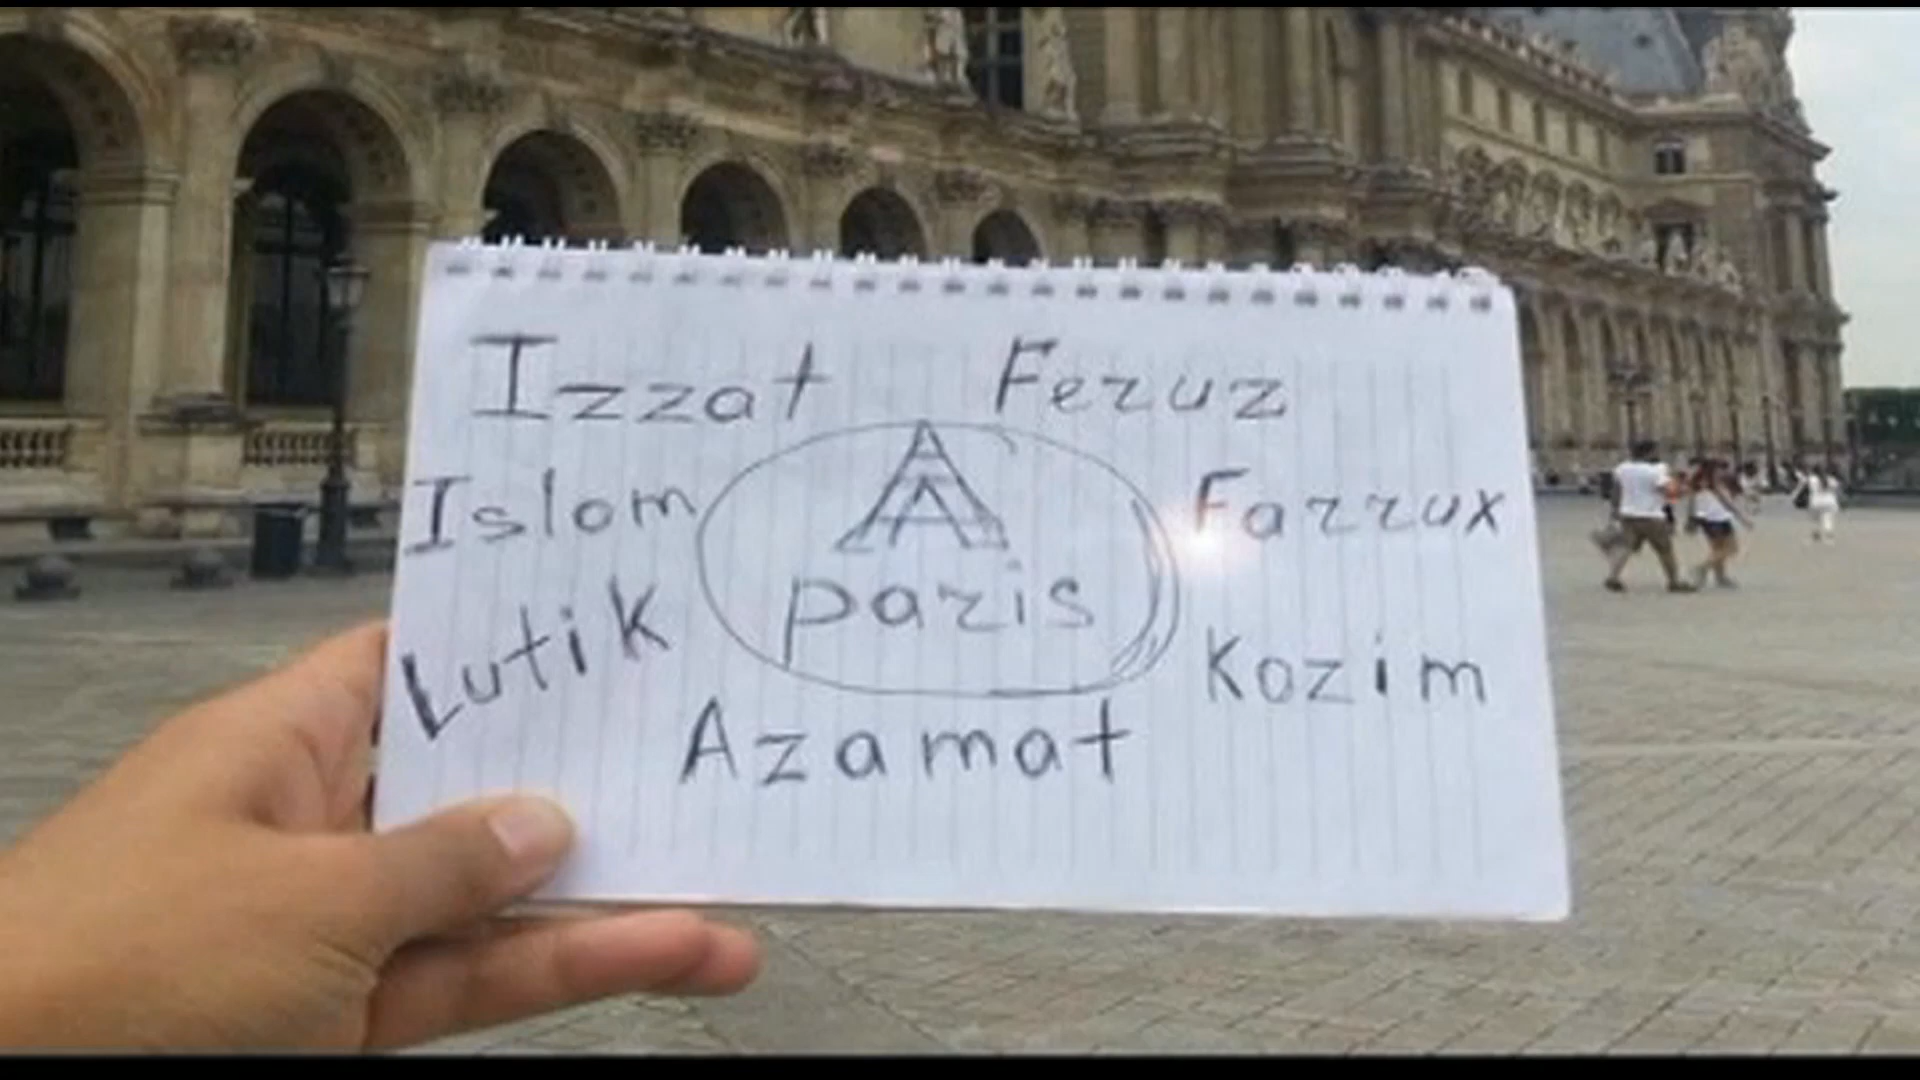 Izzat Feruz
Islom Farrux
paris
Lutik Kozim
Azamat